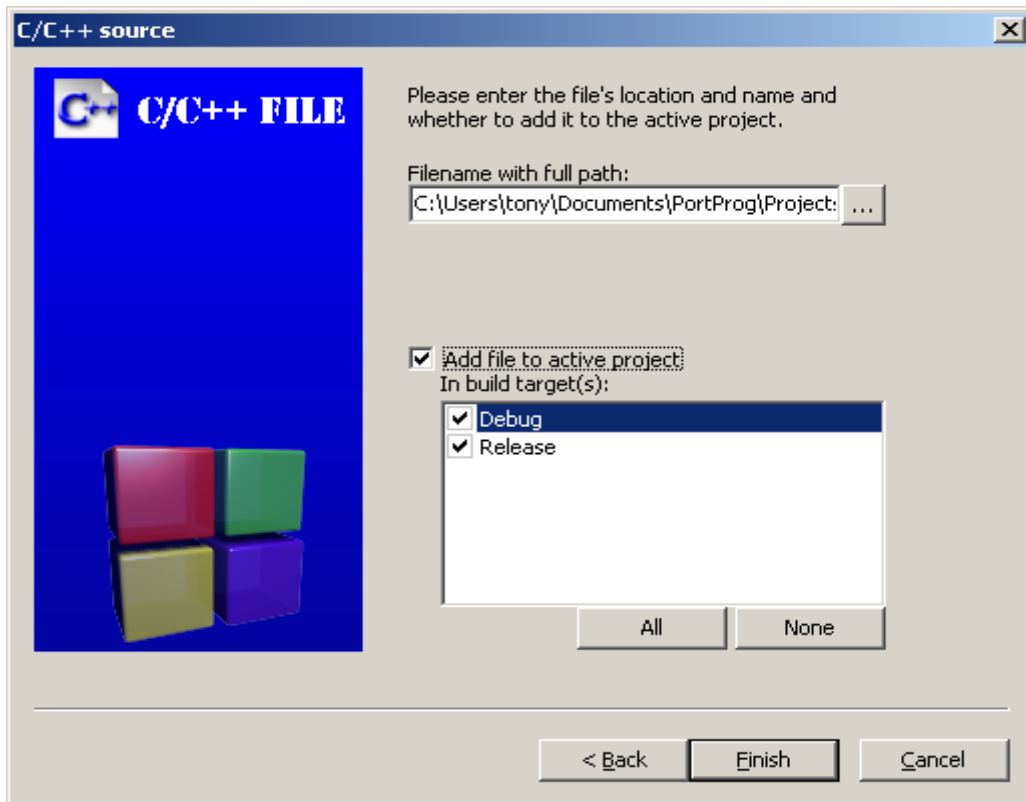 C/C++ source
C++ C/C++ FILE
Please enter the file's location and name and
whether to add it to the active project.
Filename with full path:
C:\Users\tony\Documents\PortProg\Project: ...
Add file to active project
In build target(s):
Debug
Release
All None
< Back Finish Cancel